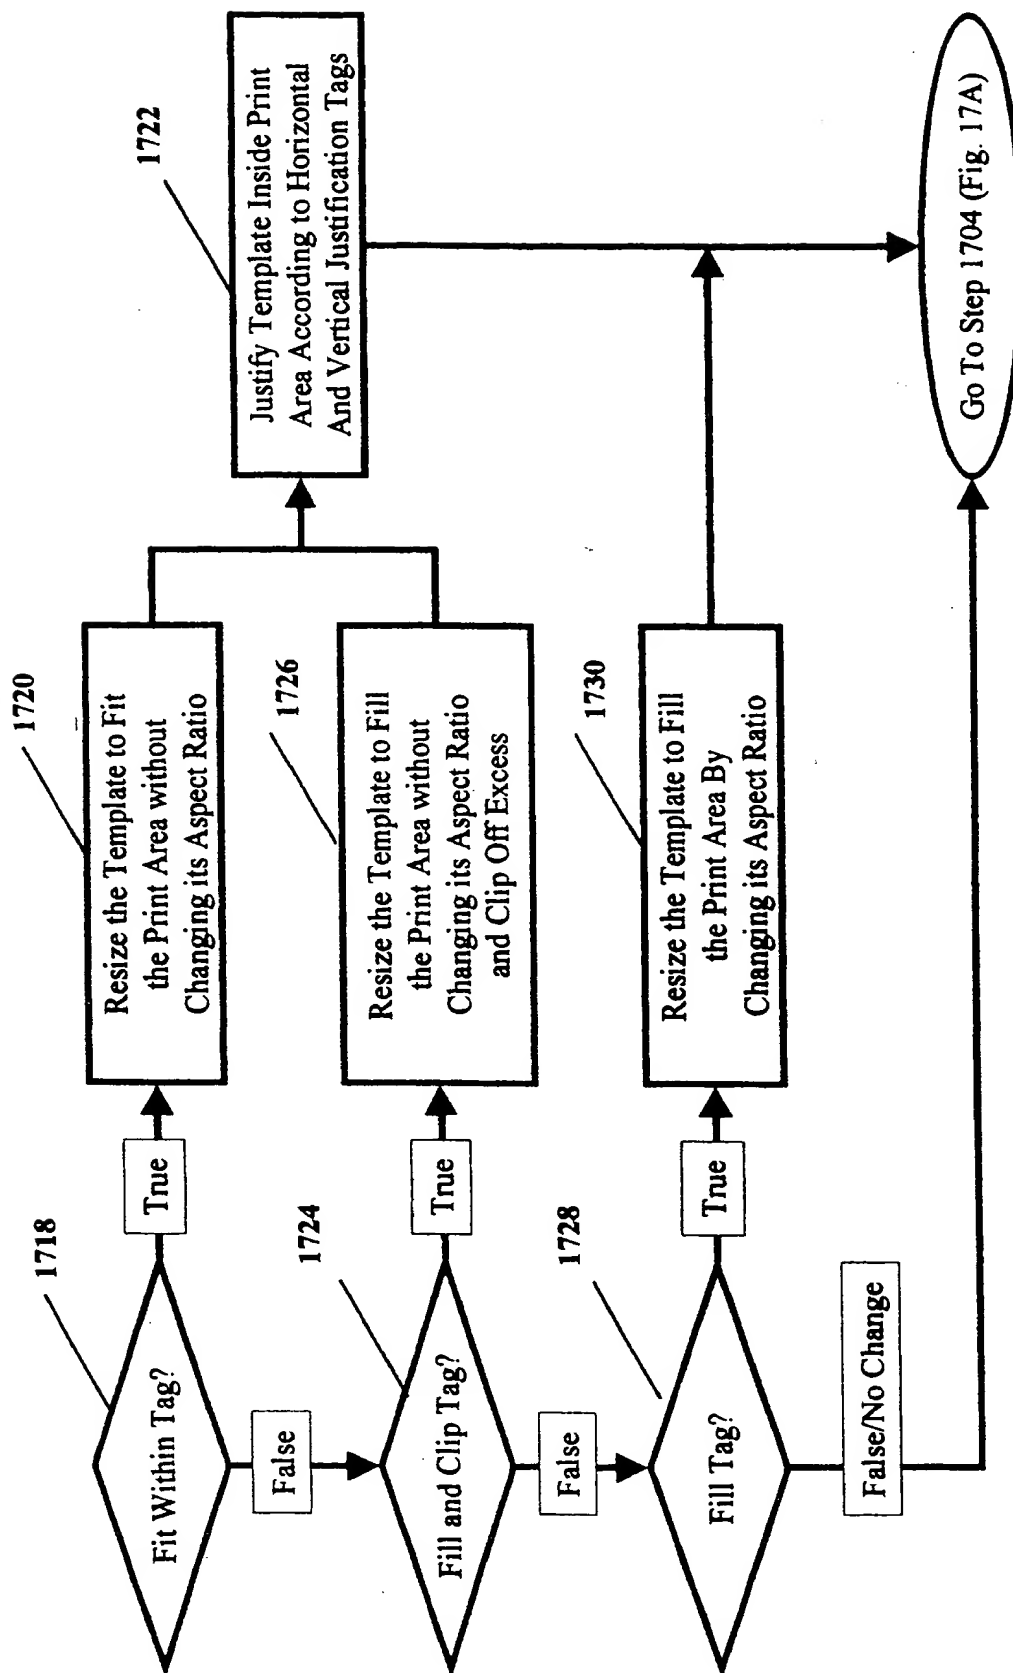 1718
Fit Within Tag?
True
1720
Resize the Template to Fit
the Print Area without
Changing its Aspect Ratio
1722
Justify Template Inside Print
Area According to Horizontal
And Vertical Justification Tags
False
1724
Fill and Clip Tag?
True
1726
Resize the Template to Fill
the Print Area without
Changing its Aspect Ratio
and Clip Off Excess
False
1728
Fill Tag?
True
1730
Resize the Template to Fill
the Print Area By
Changing its Aspect Ratio
False/No Change
Go To Step 1704 (Fig. 17A)